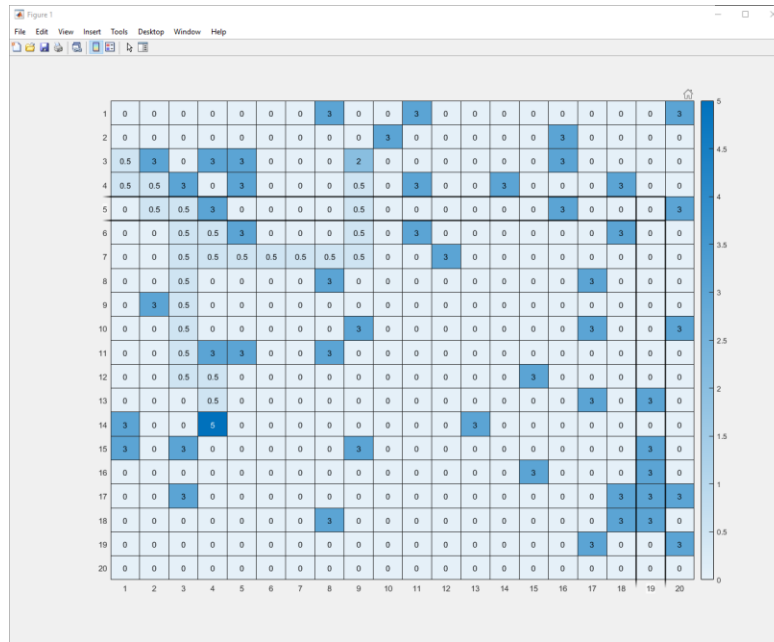 Figure 1
File Edit View Insert Tools Desktop Window Help
1 0 0 0 0 0 0 0 3 0 0 3 0 0 0 0 0 0 0 0 3
2 0 0 0 0 0 0 0 0 0 3 0 0 0 0 0 3 0 0 0 0
3 0.5 3 0 3 3 0 0 0 2 0 0 0 0 0 0 3 0 0 0 0
4 0.5 0.5 3 0 3 0 0 0 0.5 0 3 0 0 3 0 0 0 3 0 0
5 0 0.5 0.5 3 0 0 0 0 0.5 0 0 0 0 0 0 3 0 0 0 3
6 0 0 0.5 0.5 3 0 0 0 0.5 0 3 0 0 0 0 0 0 3 0 0
7 0 0 0.5 0.5 0.5 0.5 0.5 0.5 0.5 0 0 3 0 0 0 0 0 0 0 0
8 0 0 0.5 0 0 0 0 3 0 0 0 0 0 0 0 0 3 0 0 0
9 0 3 0.5 0 0 0 0 0 0 0 0 0 0 0 0 0 0 0 0 0
10 0 0 0.5 0 0 0 0 0 3 0 0 0 0 0 0 0 3 0 0 3
11 0 0 0.5 3 3 0 0 3 0 0 0 0 0 0 0 0 0 0 0 0
12 0 0 0.5 0.5 0 0 0 0 0 0 0 0 0 0 3 0 0 0 0 0
13 0 0 0 0.5 0 0 0 0 0 0 0 0 0 0 0 0 3 0 3 0
14 3 0 0 5 0 0 0 0 0 0 0 0 3 0 0 0 0 0 0 0
15 3 0 3 0 0 0 0 0 3 0 0 0 0 0 0 0 0 0 3 0
16 0 0 0 0 0 0 0 0 0 0 0 0 0 0 3 0 0 0 3 0
17 0 0 3 0 0 0 0 0 0 0 0 0 0 0 0 0 0 3 3 3
18 0 0 0 0 0 0 0 3 0 0 0 0 0 0 0 0 0 3 3 0
19 0 0 0 0 0 0 0 0 0 0 0 0 0 0 0 0 3 0 0 3
20 0 0 0 0 0 0 0 0 0 0 0 0 0 0 0 0 0 0 0 0
1 2 3 4 5 6 7 8 9 10 11 12 13 14 15 16 17 18 19 20
5
4.5
4
3.5
3
2.5
2
1.5
1
0.5
0